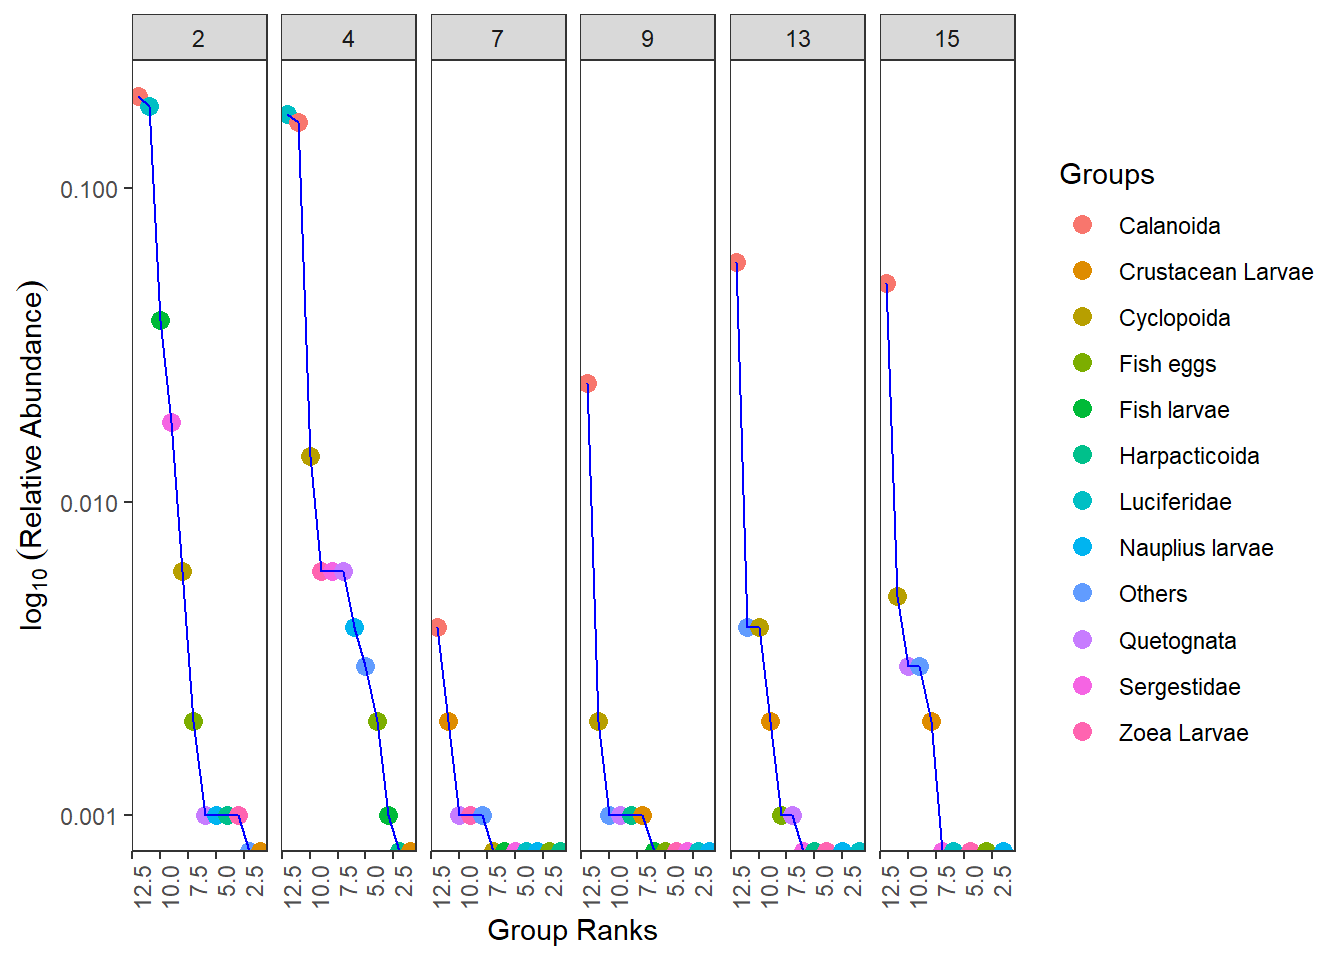 2 4 7 9 13 15
0.100
0.010
0.001
log10 (Relative Abundance)
12.5 10.0 7.5 5.0 2.5 12.5 10.0 7.5 5.0 2.5 12.5 10.0 7.5 5.0 2.5 12.5 10.0 7.5 5.0 2.5 12.5 10.0 7.5 5.0 2.5 12.5 10.0 7.5 5.0 2.5
Group Ranks
Groups
Calanoida
Crustacean Larvae
Cyclopoida
Fish eggs
Fish larvae
Harpacticoida
Luciferidae
Nauplius larvae
Others
Quetognata
Sergestidae
Zoea Larvae